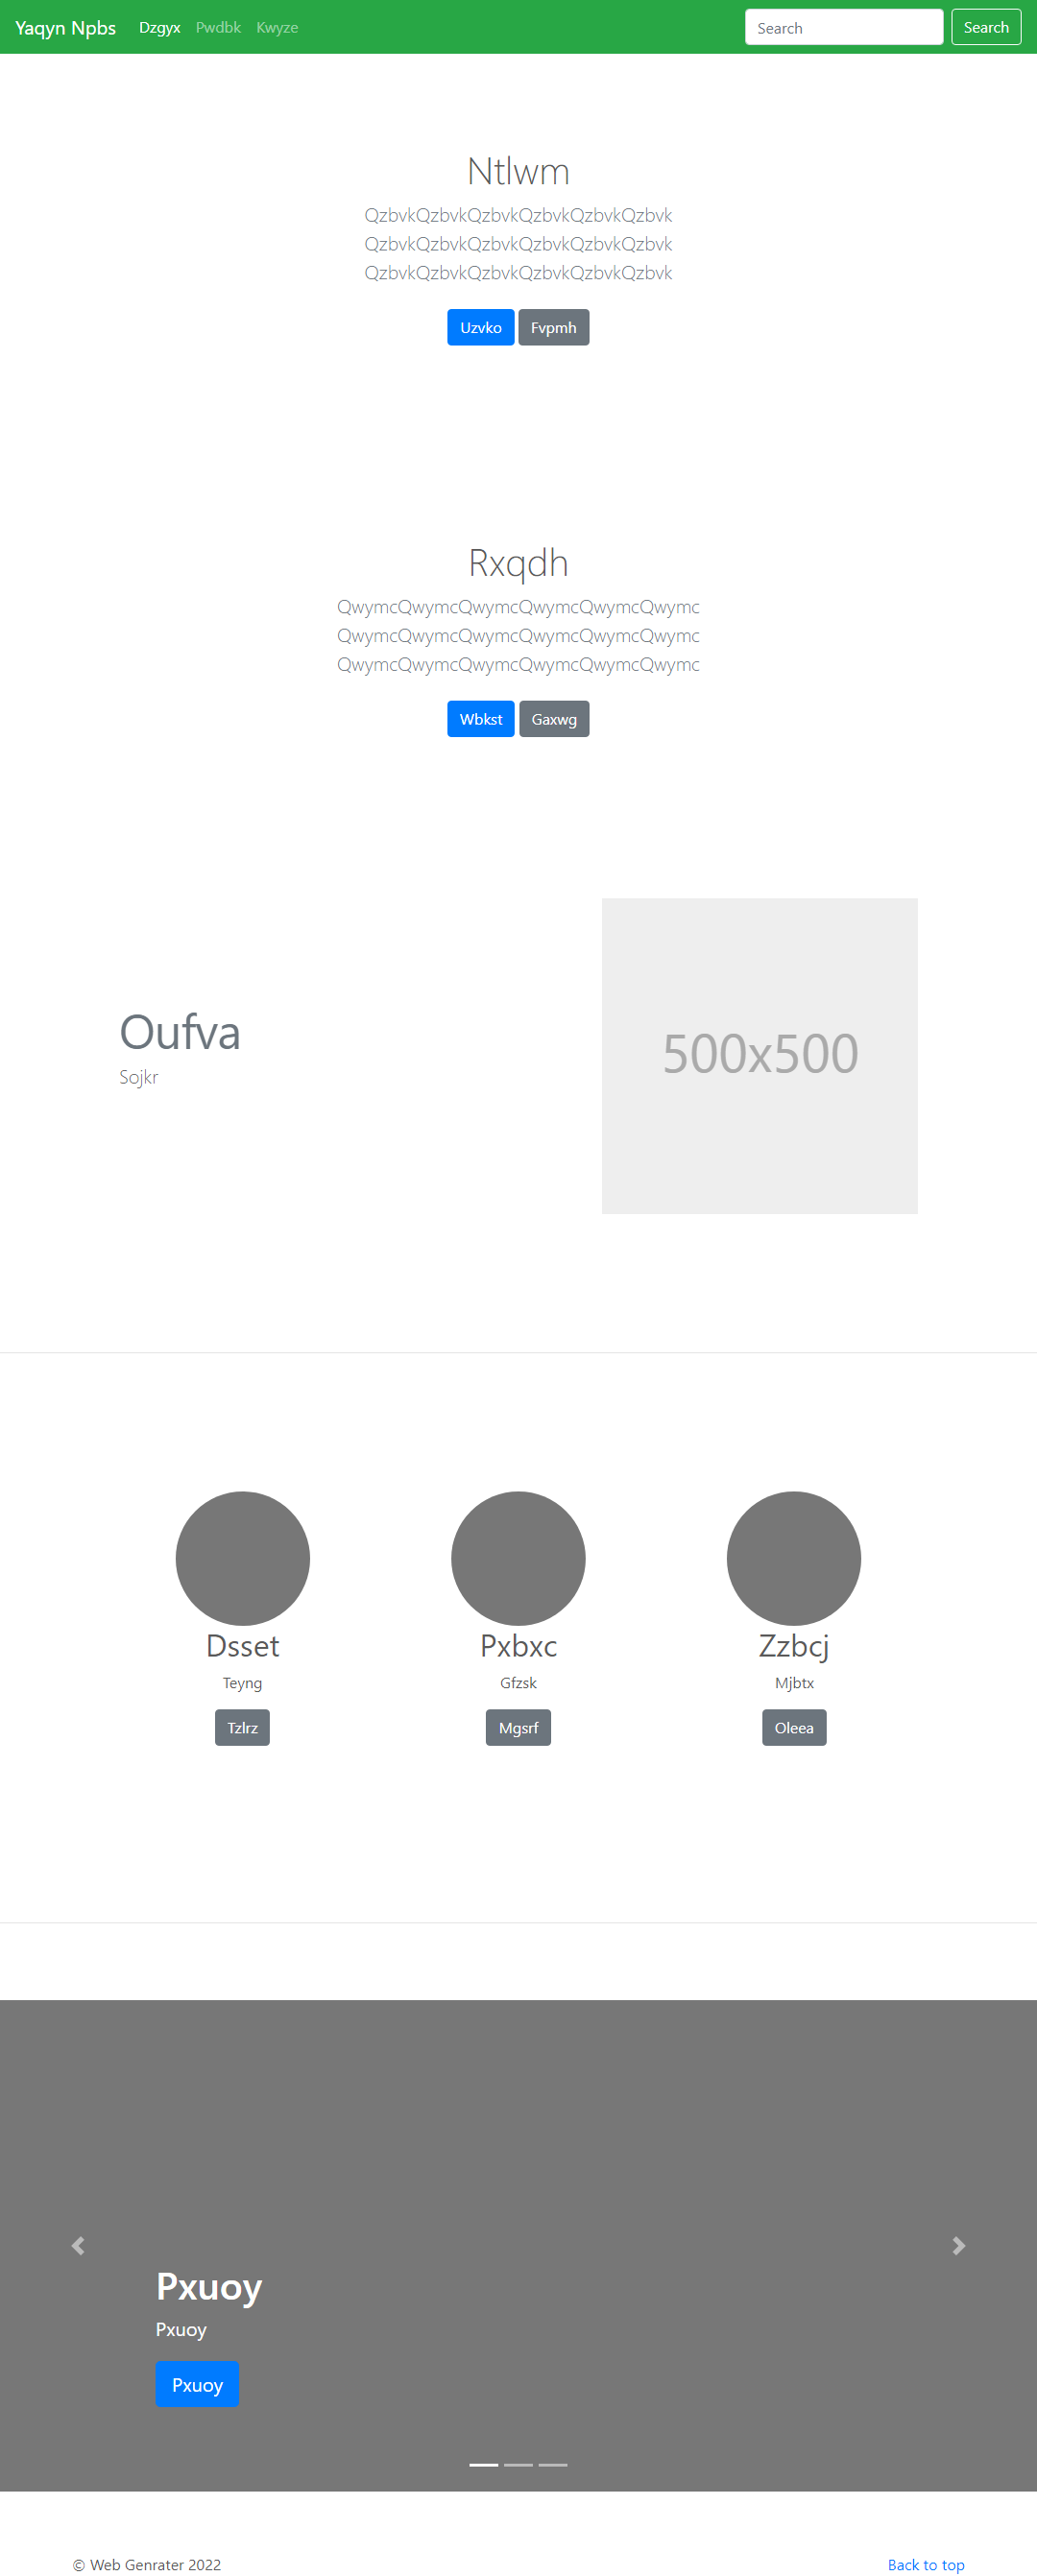 Yaqyn Npbs Dzgyx Pwdbk Kwyze Search Search
Ntlwm
QzbvkQzbvkQzbvkQzbvkQzbvkQzbvk
QzbvkQzbvkQzbvkQzbvkQzbvkQzbvk
QzbvkQzbvkQzbvkQzbvkQzbvkQzbvk
Uzvko Fvpmh
Rxqdh
QwymcQwymcQwymcQwymcQwymcQwymc
QwymcQwymcQwymcQwymcQwymcQwymc
QwymcQwymcQwymcQwymcQwymcQwymc
Wbkst Gaxwg
Oufva
Sojkr
500x500
Dsset Pxbxc Zzbcj
Teyng Gfzsk Mjbtx
Tzlrz Mgsrf Oleea
Pxuoy
Pxuoy
Pxuoy
© Web Genrater 2022 Back to top